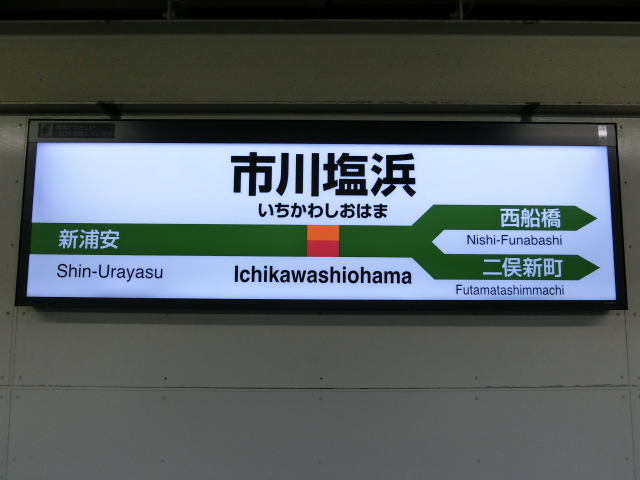 市川塩浜
いちかわしおはま
新浦安
西船橋
Shin-Urayasu
Nishi-Funabashi
Ichikawashiohama
二俣新町
Futamatashimmachi